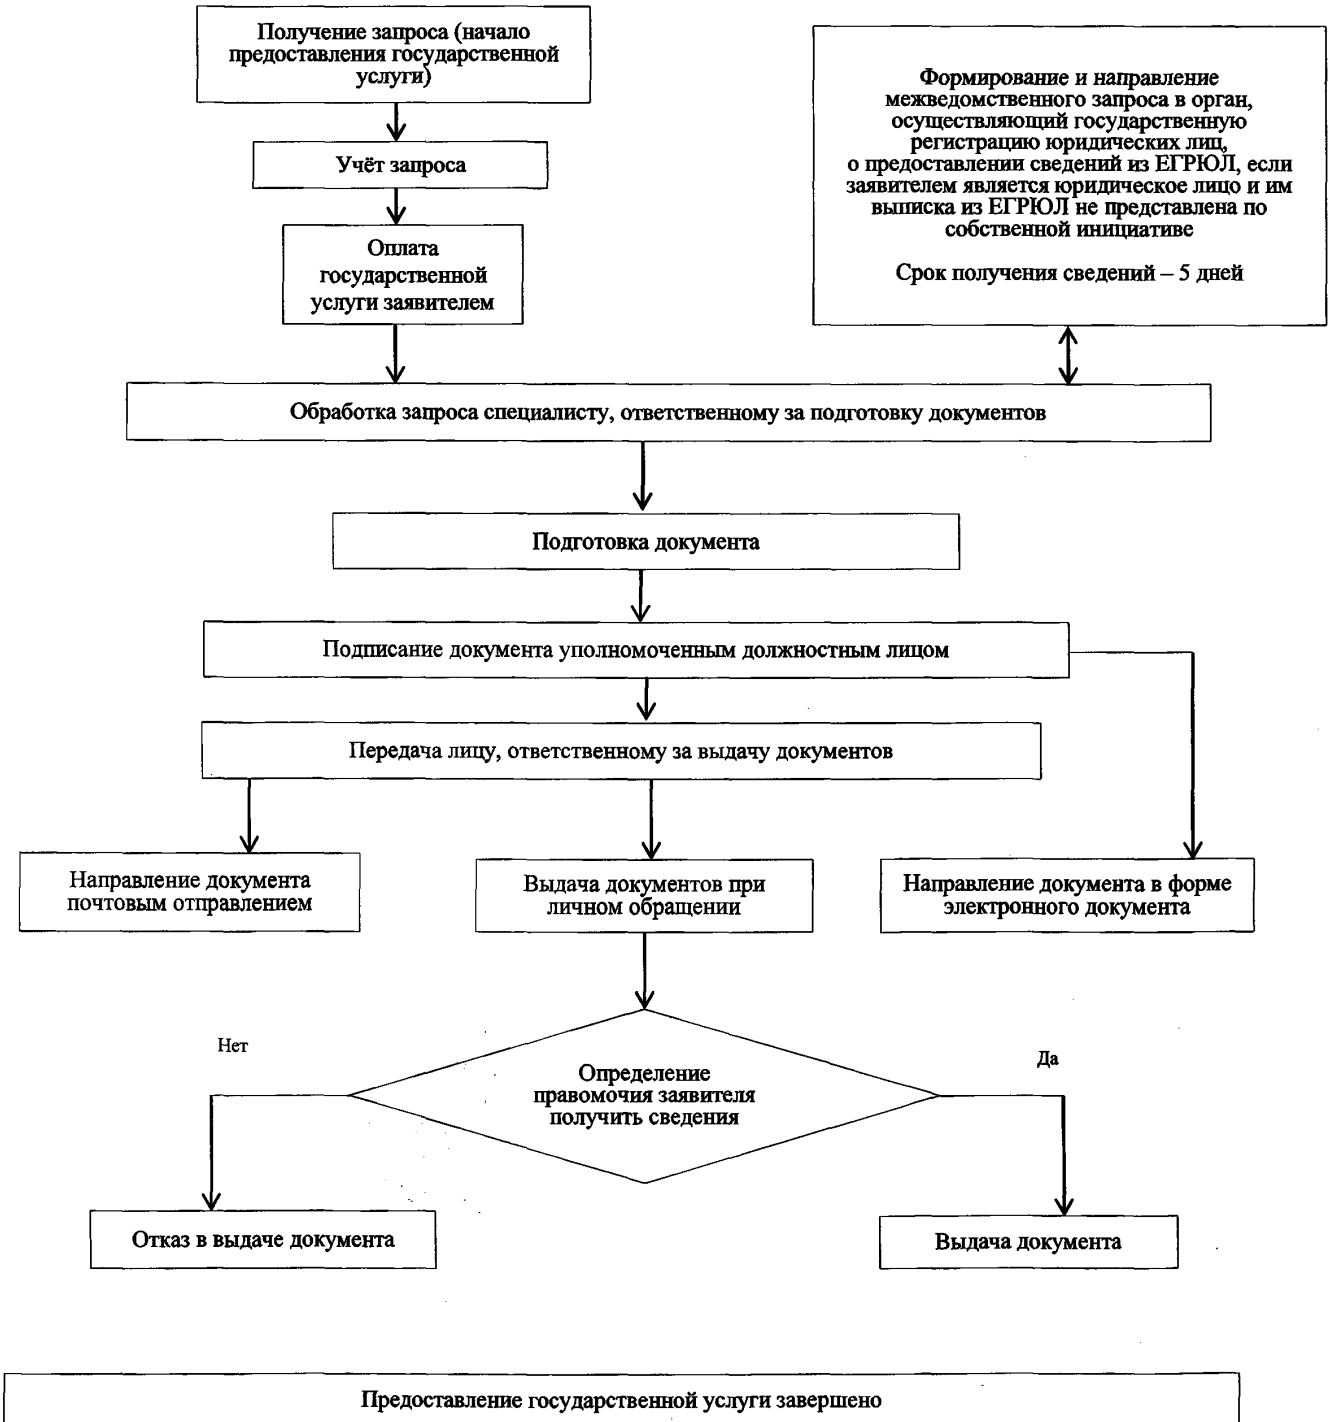 Получение запроса (начало
предоставления государственной
услуги)
Учёт запроса
Оплата
государственной
услуги заявителем
Формирование и направление
межведомственного запроса в орган,
осуществляющий государственную
регистрацию юридических лиц,
о предоставлении сведений из ЕГРЮЛ, если
заявителем является юридическое лицо и им
выписка из ЕГРЮЛ не представлена по
собственной инициативе
Срок получения сведений – 5 дней
Обработка запроса специалисту, ответственному за подготовку документов
Подготовка документа
Подписание документа уполномоченным должностным лицом
Передача лицу, ответственному за выдачу документов
Направление документа
почтовым отправлением
Выдача документов при
личном обращении
Направление документа в форме
электронного документа
Нет
Да
Определение
правомочия заявителя
получить сведения
Отказ в выдаче документа
Выдача документа
Предоставление государственной услуги завершено